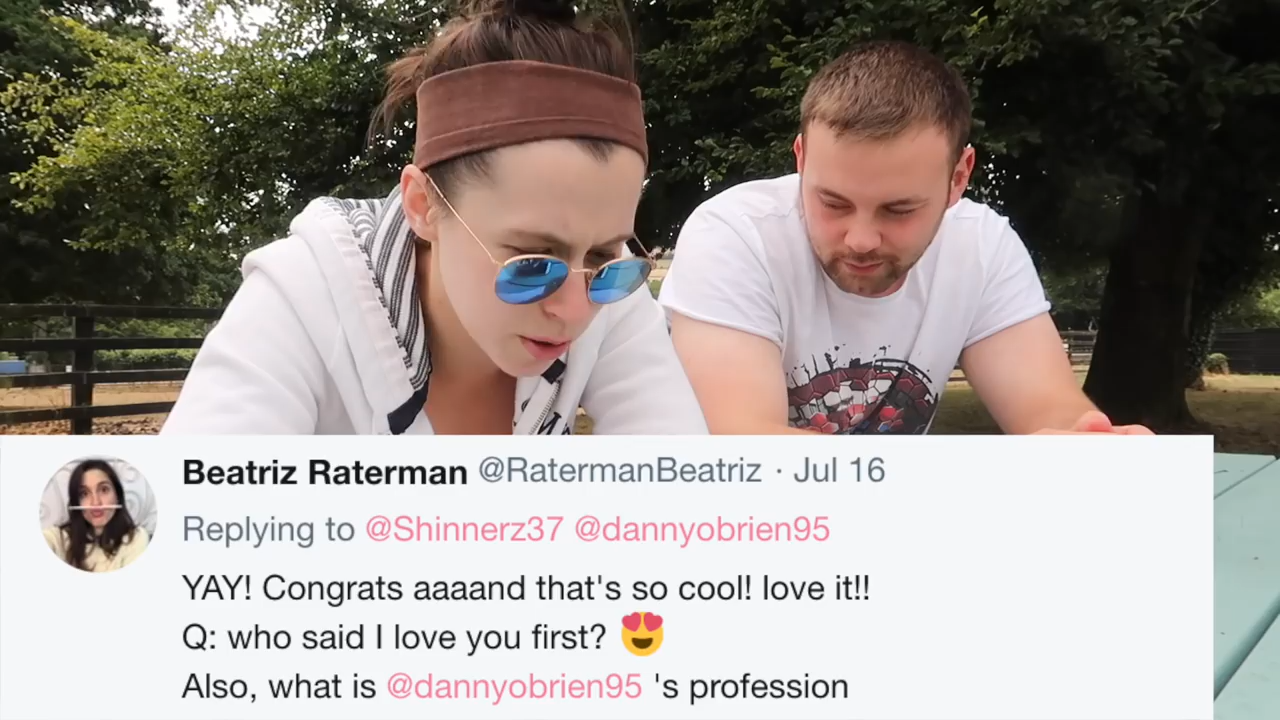 Beatriz Raterman @RatermanBeatriz · Jul 16
Replying to @Shinnerz37 @dannyobrien95
YAY! Congrats aaaand that's so cool! love it!!
Q: who said I love you first? 😍
Also, what is @dannyobrien95 's profession